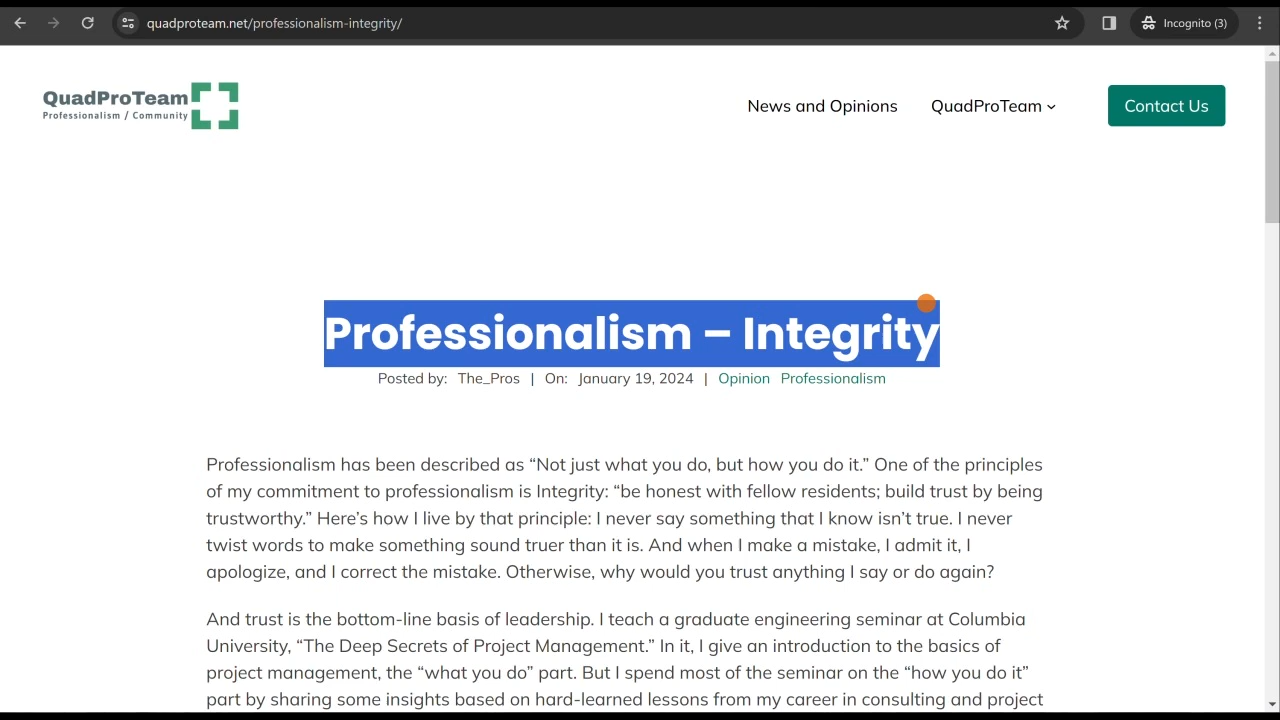 quadproteam.net/professionalism-integrity/
Incognito (3)
QuadProTeam
Professionalism / Community
News and Opinions
QuadProTeam
Contact Us
Professionalism – Integrity
Posted by: The_Pros | On: January 19, 2024 | Opinion Professionalism
Professionalism has been described as “Not just what you do, but how you do it.” One of the principles
of my commitment to professionalism is Integrity: “be honest with fellow residents; build trust by being
trustworthy.” Here’s how I live by that principle: I never say something that I know isn’t true. I never
twist words to make something sound truer than it is. And when I make a mistake, I admit it, I
apologize, and I correct the mistake. Otherwise, why would you trust anything I say or do again?
And trust is the bottom-line basis of leadership. I teach a graduate engineering seminar at Columbia
University, “The Deep Secrets of Project Management.” In it, I give an introduction to the basics of
project management, the “what you do” part. But I spend most of the seminar on the “how you do it”
part by sharing some insights based on hard-learned lessons from my career in consulting and project